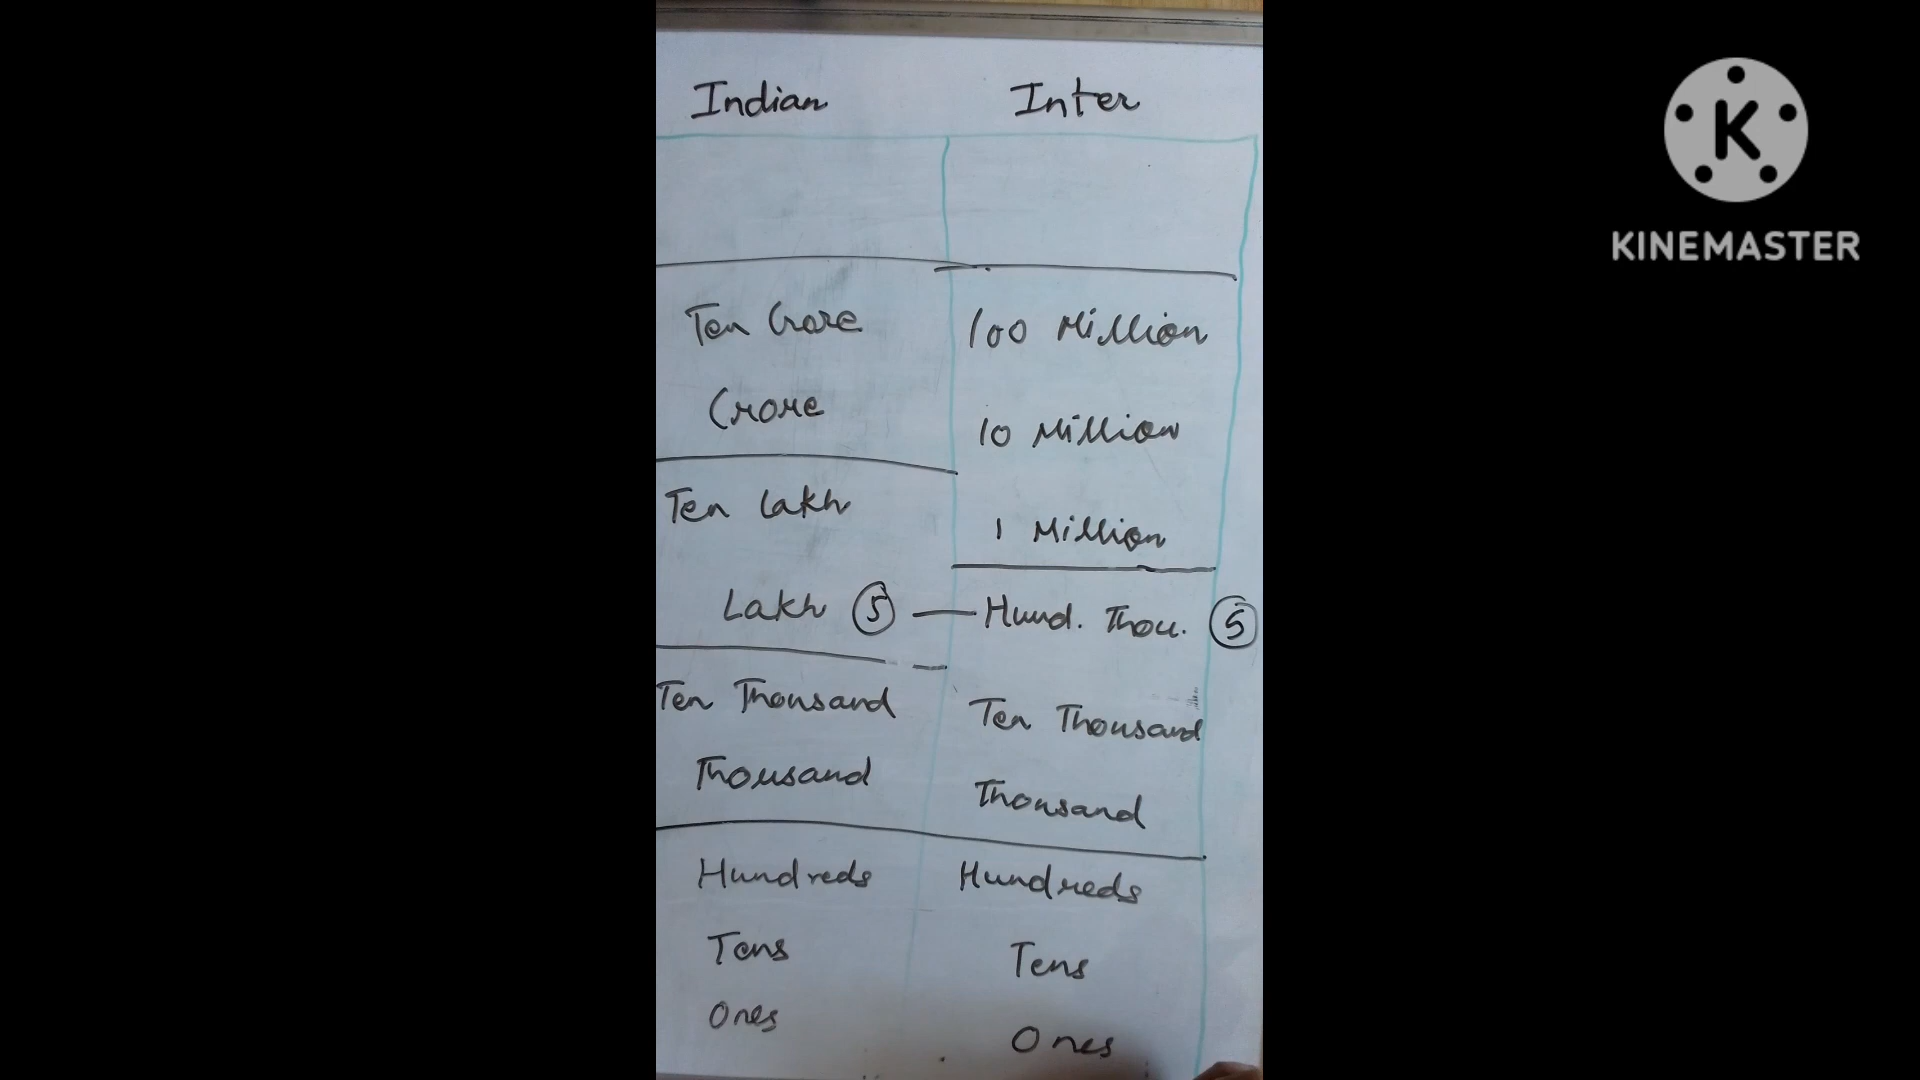 Indian Inter
Ten Crore 100 Million
Crore 10 Million
Ten Lakh 1 Million
Lakh 5 — Hund. Thou. 5
Ten Thousand Ten Thousand
Thousand Thousand
Hundreds Hundreds
Tens Tens
Ones Ones
K
KINEMASTER